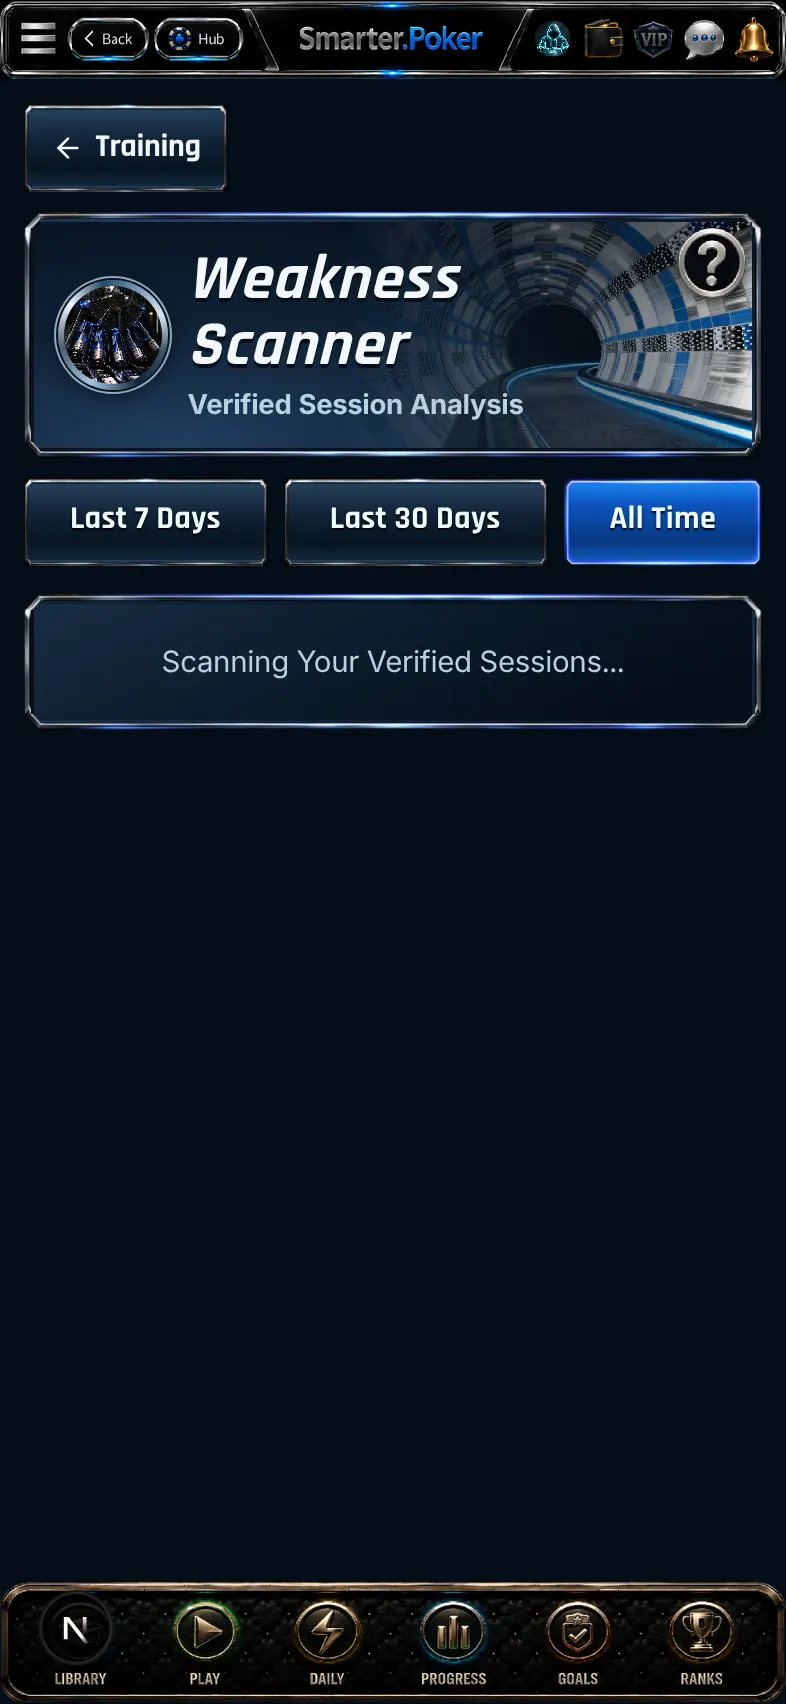 Back
Hub
Smarter.Poker
VIP
← Training
Weakness
Scanner
Verified Session Analysis
?
Last 7 Days
Last 30 Days
All Time
Scanning Your Verified Sessions...
N
LIBRARY
PLAY
DAILY
PROGRESS
GOALS
RANKS